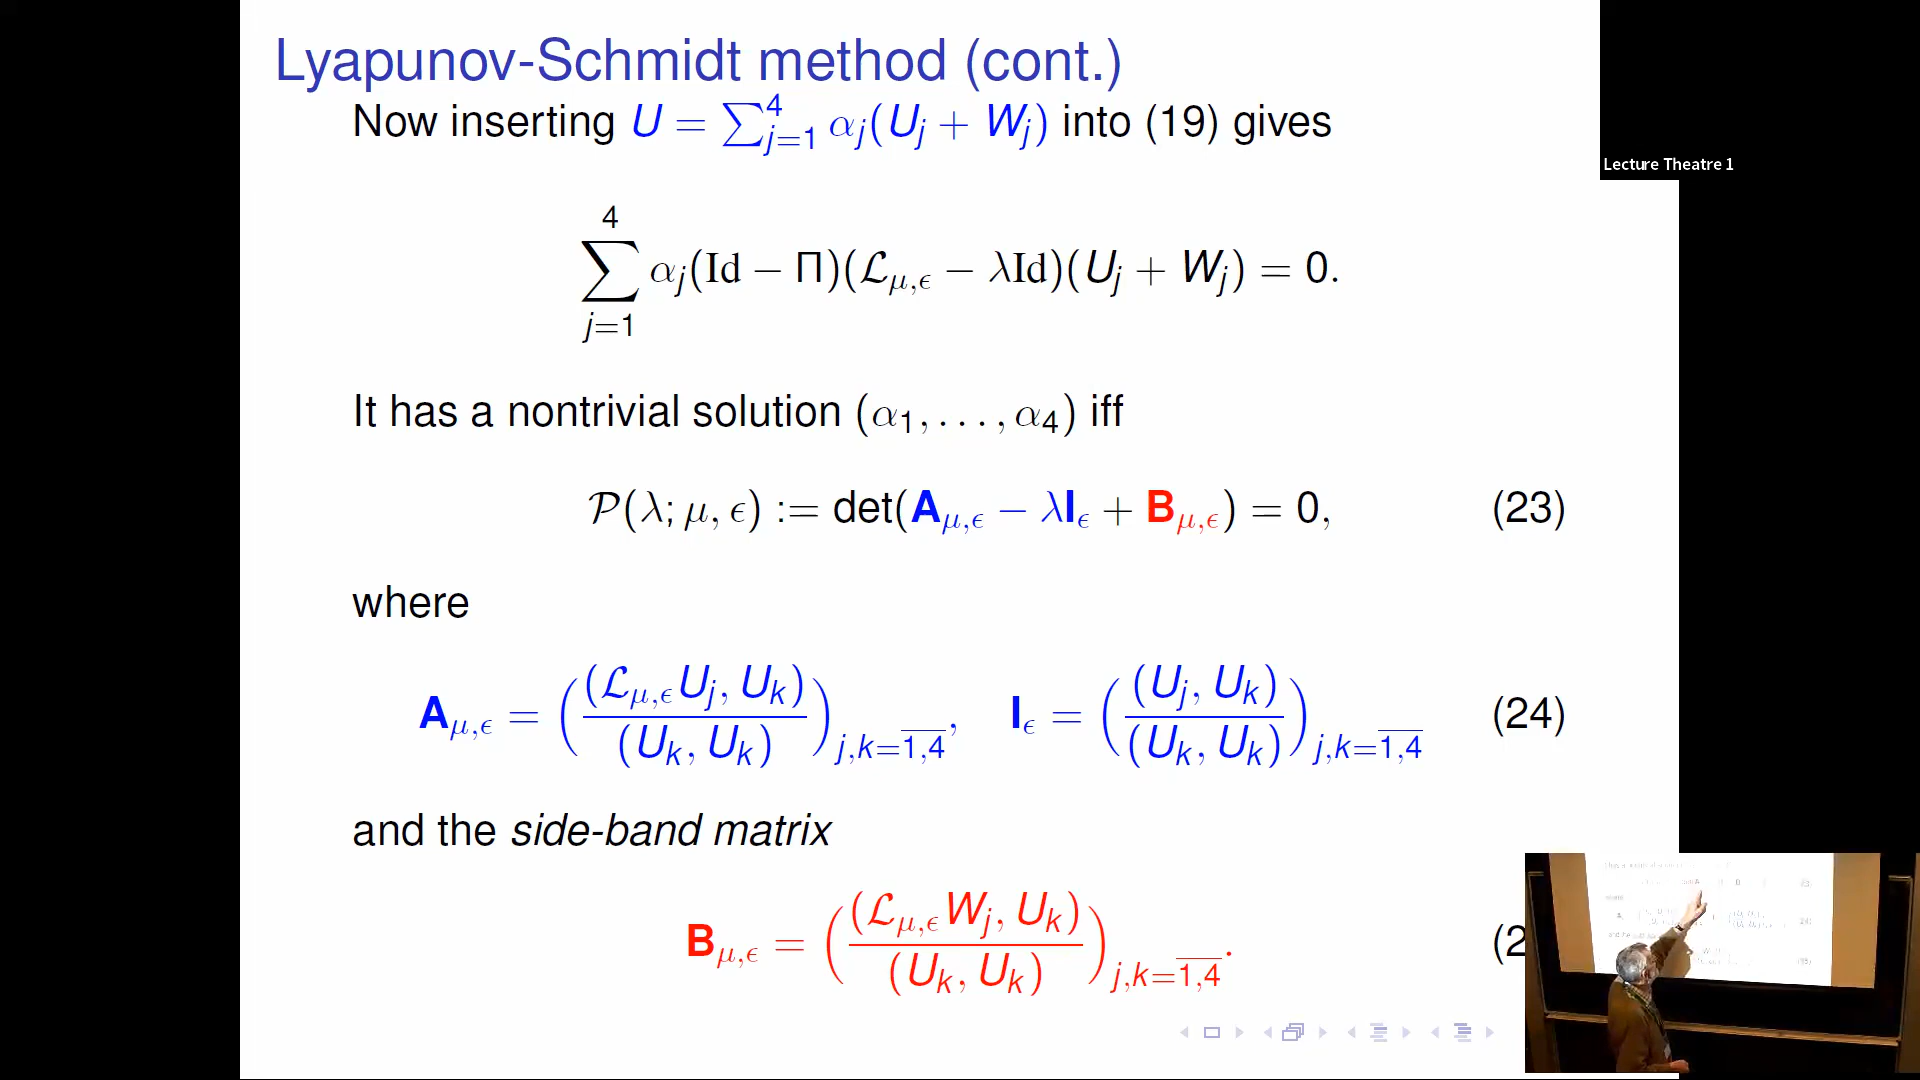 Lyapunov-Schmidt method (cont.)
Now inserting U = ∑_{j=1}^{4} α_j(U_j + W_j) into (19) gives
Lecture Theatre 1
∑_{j=1}^{4} α_j(Id − Π)(ℒ_{μ,ϵ} − λId)(U_j + W_j) = 0.
It has a nontrivial solution (α_1, . . . , α_4) iff
𝒫(λ; μ, ϵ) := det(A_{μ,ϵ} − λI_ϵ + B_{μ,ϵ}) = 0, (23)
where
A_{μ,ϵ} = ((ℒ_{μ,ϵ}U_j, U_k)/(U_k, U_k))_{j,k=\overline{1,4}}, I_ϵ = ((U_j, U_k)/(U_k, U_k))_{j,k=\overline{1,4}} (24)
and the side-band matrix
B_{μ,ϵ} = ((ℒ_{μ,ϵ}W_j, U_k)/(U_k, U_k))_{j,k=\overline{1,4}}. (2